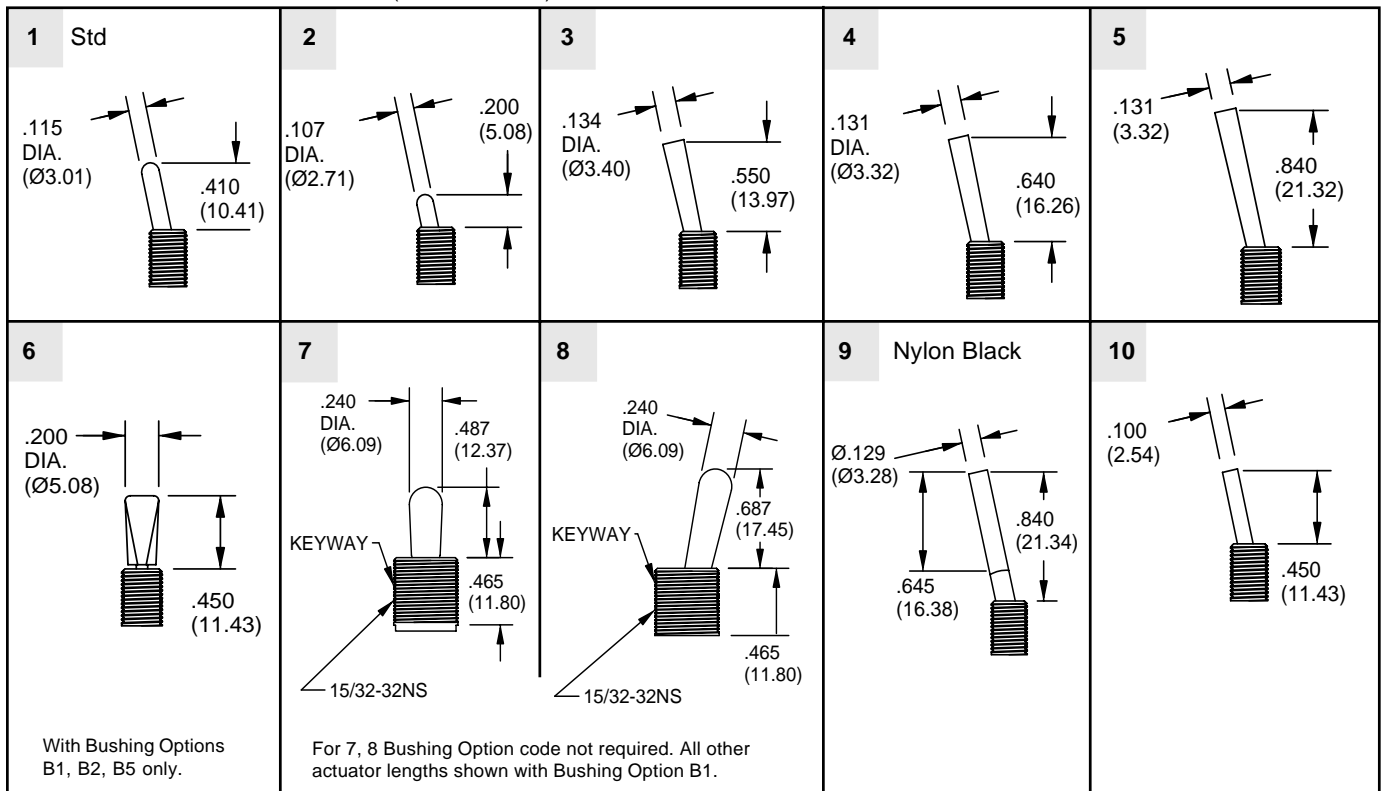 1 Std
.115
DIA.
(Ø3.01)
.410
(10.41)
2
.107
DIA.
(Ø2.71)
.200
(5.08)
3
.134
DIA.
(Ø3.40)
.550
(13.97)
4
.131
DIA.
(Ø3.32)
.640
(16.26)
5
.131
(3.32)
.840
(21.32)
6
.200
DIA.
(Ø5.08)
.450
(11.43)
With Bushing Options
B1, B2, B5 only.
7
.240
DIA.
(Ø6.09)
.487
(12.37)
KEYWAY
.465
(11.80)
15/32-32NS
8
.240
DIA.
(Ø6.09)
.687
(17.45)
KEYWAY
.465
(11.80)
15/32-32NS
For 7, 8 Bushing Option code not required. All other
actuator lengths shown with Bushing Option B1.
9 Nylon Black
Ø.129
(Ø3.28)
.840
(21.34)
.645
(16.38)
10
.100
(2.54)
.450
(11.43)